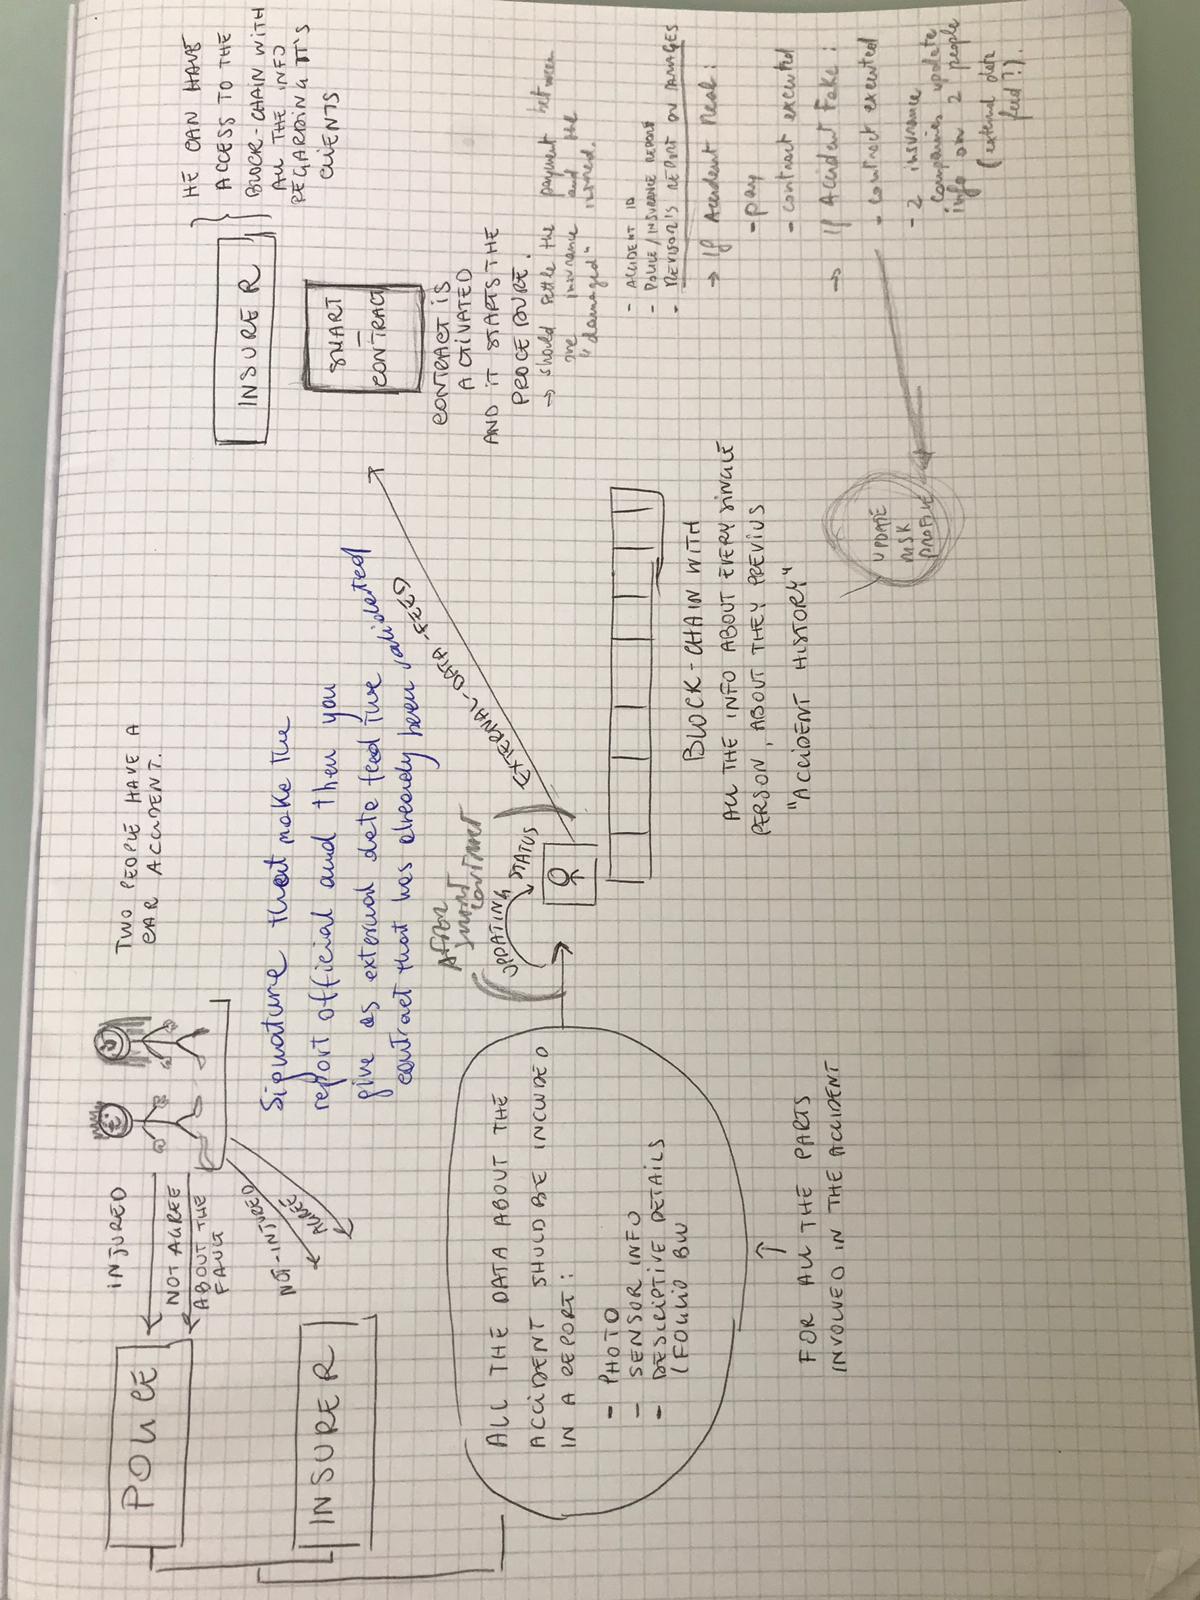 TWO PEOPLE HAVE A
CAR ACCIDENT.
INJURED
NOT AGREE
ABOUT THE
FAULT
NOT-INJURED
AGREE
POLICE
INSURER
Signature that make the
report official and then you
give as external data feed the
contract that has already been validated
ALL THE DATA ABOUT THE
ACCIDENT SHULD BE INCLUDED
IN A REPORT:
- PHOTO
- SENSOR INFO
- DESCRIPTIVE DETAILS
FOR ALL THE PARTS
INVOLVED IN THE ACCIDENT
AFTER
SMART
CONTRACT
UPDATING STATUS
EXTERNAL-DATA-FEED
BLOCK-CHAIN WITH
ALL THE INFO ABOUT EVERY SINGLE
PERSON, ABOUT THEY PREVIUS
"ACCIDENT HISTORY"
UPDATE
RISK
PROFILE
INSURER
HE CAN HAVE
ACCESS TO THE
BLOCK-CHAIN WITH
ALL THE INFO
REGARDING IT'S
CLIENTS
SMART
CONTRACT
CONTRACT IS
ACTIVATED
AND IT STARTS THE
PROCEDURE.
→ should settle the payment between
one insurance and the
"damaged" insured.
- ACCIDENT ID
- POLICE/INSURANCE REPORT
- REVISOR'S REPORT ON DAMAGES
→ If Accident Real:
- pay
- contract executed
→ If Accident Fake:
- contract executed
- 2 insurance
companies update
info on 2 people
(external data
feed?!).